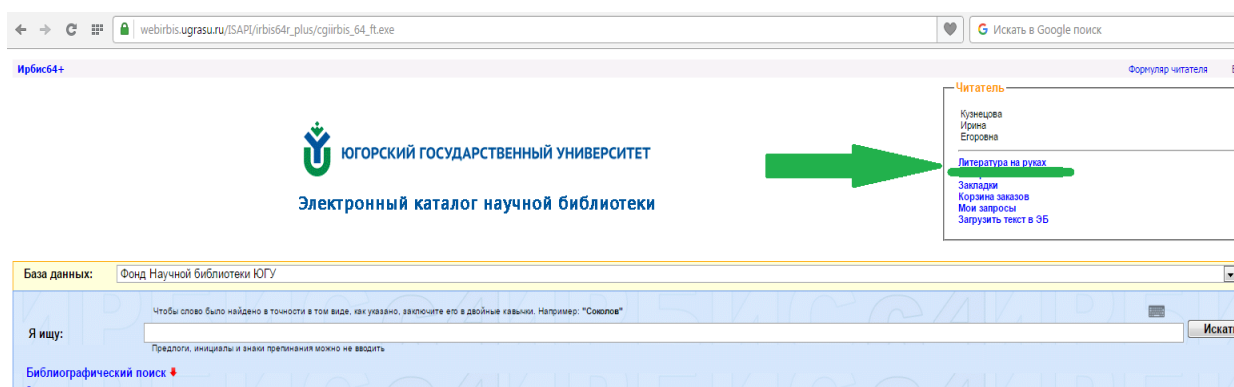 webirbis.ugrasu.ru/ISAPI/irbis64r_plus/cgiirbis_64_ft.exe
Искать в Google поиск
Ирбис64+
Формуляр читателя
Читатель
Кузнецова
Ирина
Егоровна
ЮГОРСКИЙ ГОСУДАРСТВЕННЫЙ УНИВЕРСИТЕТ
Литература на руках
Электронный каталог научной библиотеки
Закладки
Корзина заказов
Мои запросы
Загрузить текст в ЭБ
База данных: Фонд Научной библиотеки ЮГУ
Чтобы слово было найдено в точности в том виде, как указано, заключите его в двойные кавычки. Например: "Соколов"
Я ищу:
Искать
Предлоги, инициалы и знаки препинания можно не вводить
Библиографический поиск